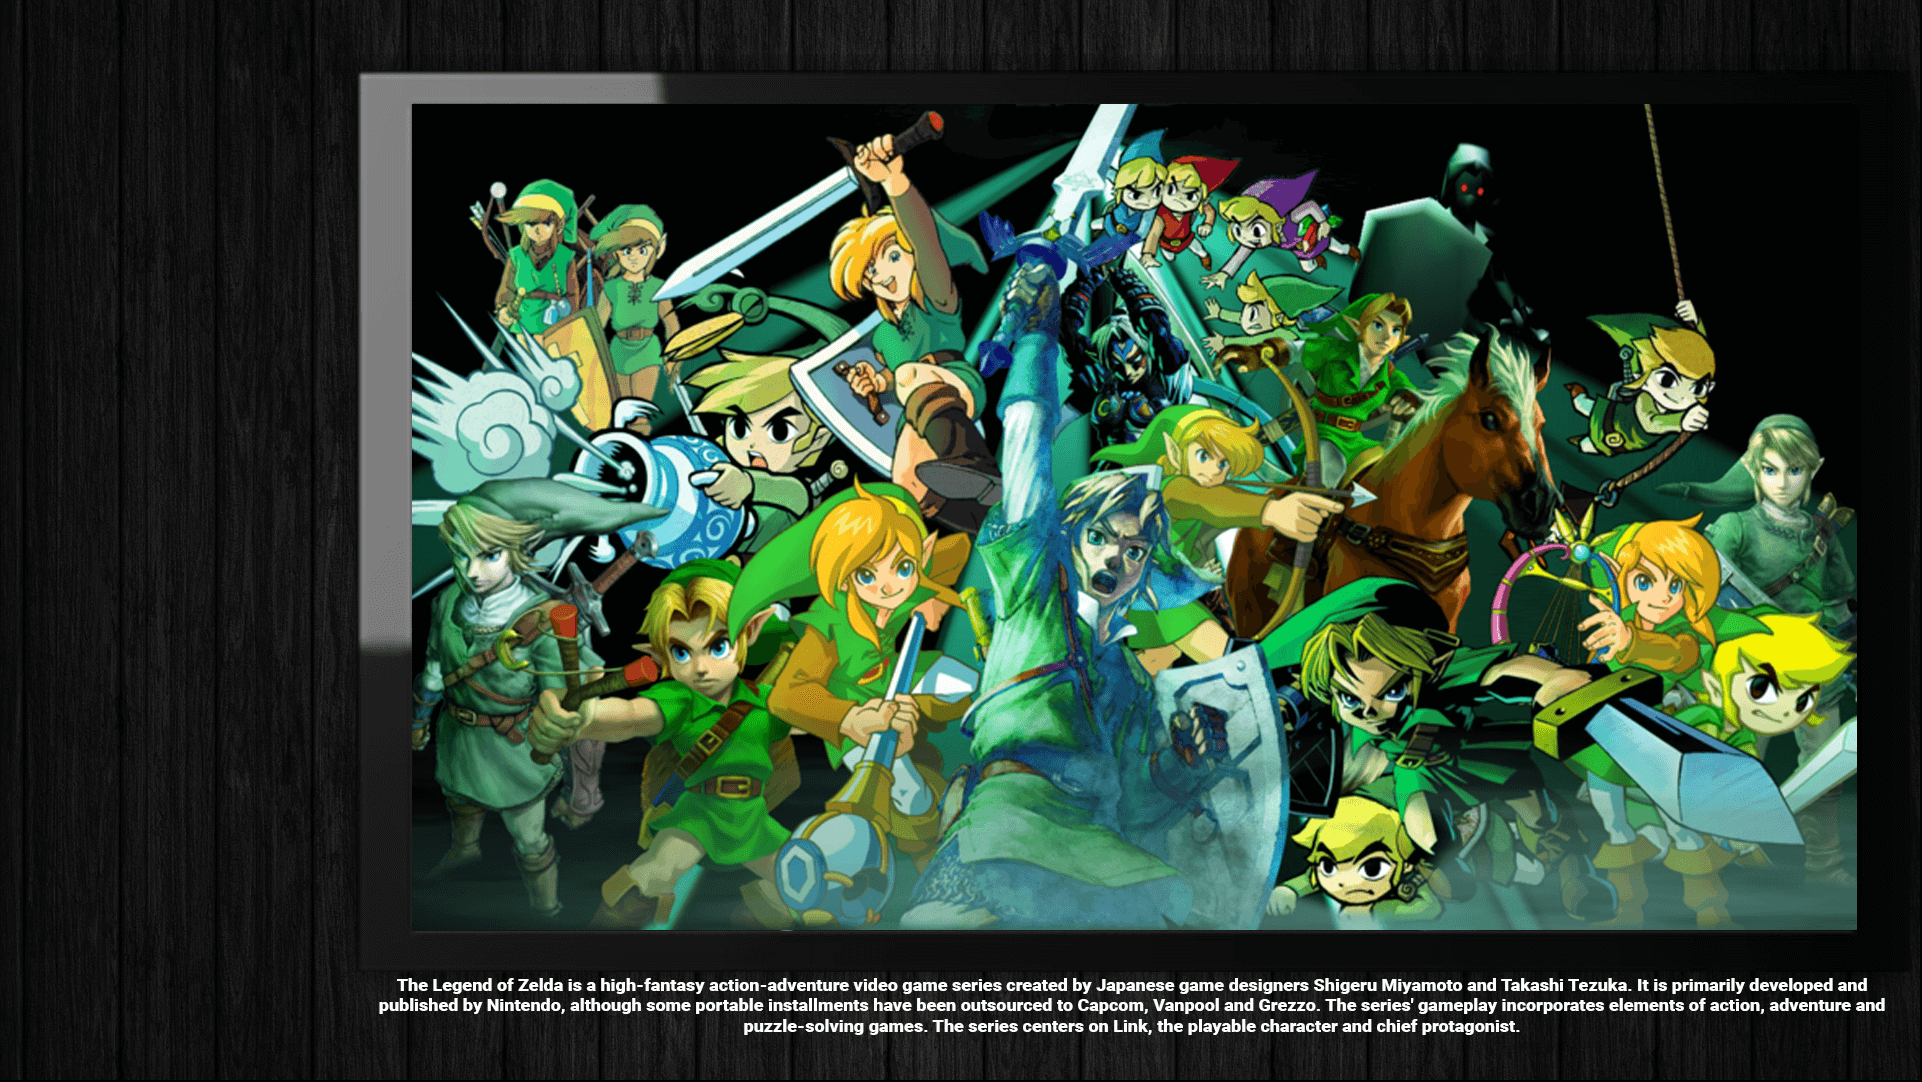 The Legend of Zelda is a high-fantasy action-adventure video game series created by Japanese game designers Shigeru Miyamoto and Takashi Tezuka. It is primarily developed and
published by Nintendo, although some portable installments have been outsourced to Capcom, Vanpool and Grezzo. The series' gameplay incorporates elements of action, adventure and
puzzle-solving games. The series centers on Link, the playable character and chief protagonist.